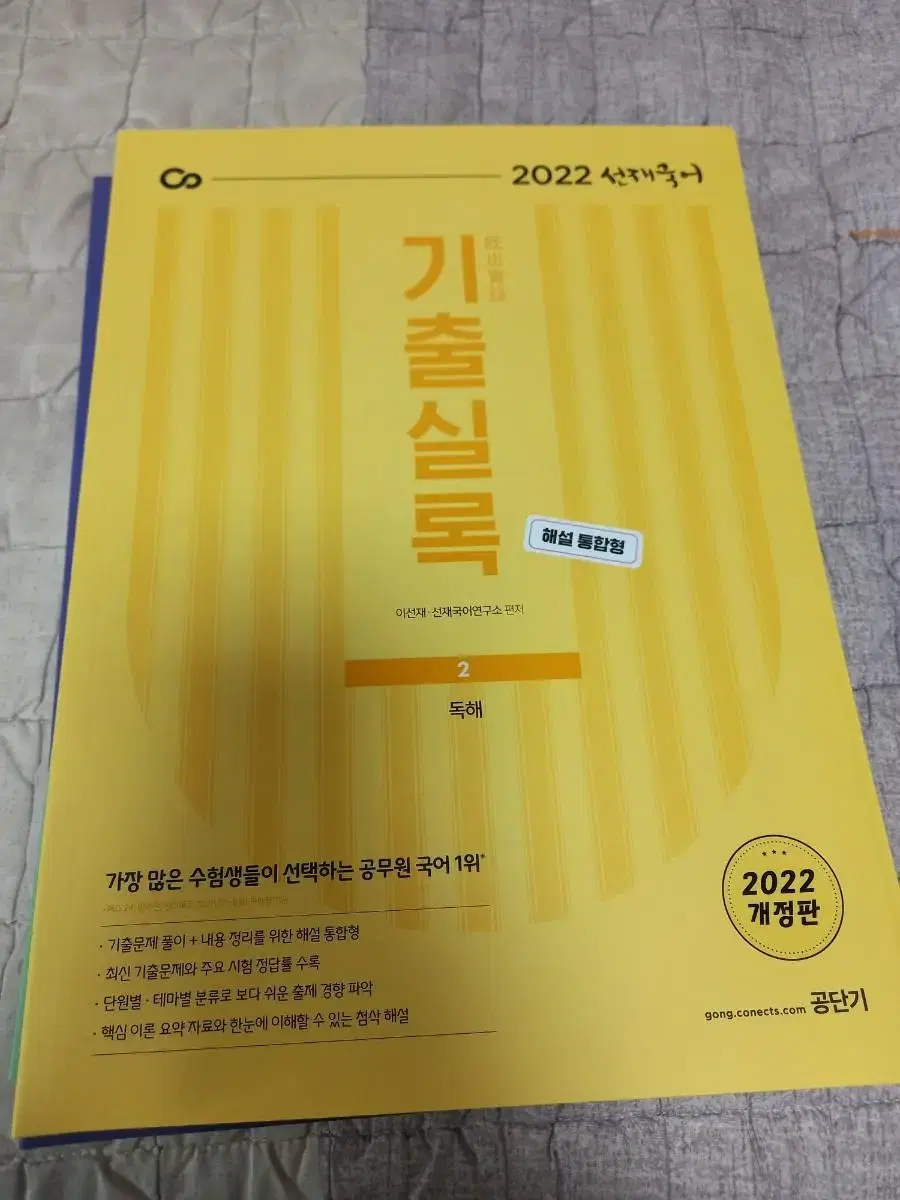 2022 선재국어
기출실록
해설 통합형
이선재·선재국어연구소 편저
2
독해
가장 많은 수험생들이 선택하는 공무원 국어 1위*
· 기출문제 풀이 + 내용 정리를 위한 해설 통합형
· 최신 기출문제와 주요 시험 정답률 수록
· 단원별·테마별 분류로 보다 쉬운 출제 경향 파악
· 핵심 이론 요약 자료와 한눈에 이해할 수 있는 첨삭 해설
2022
개정판
gong.conects.com 공단기